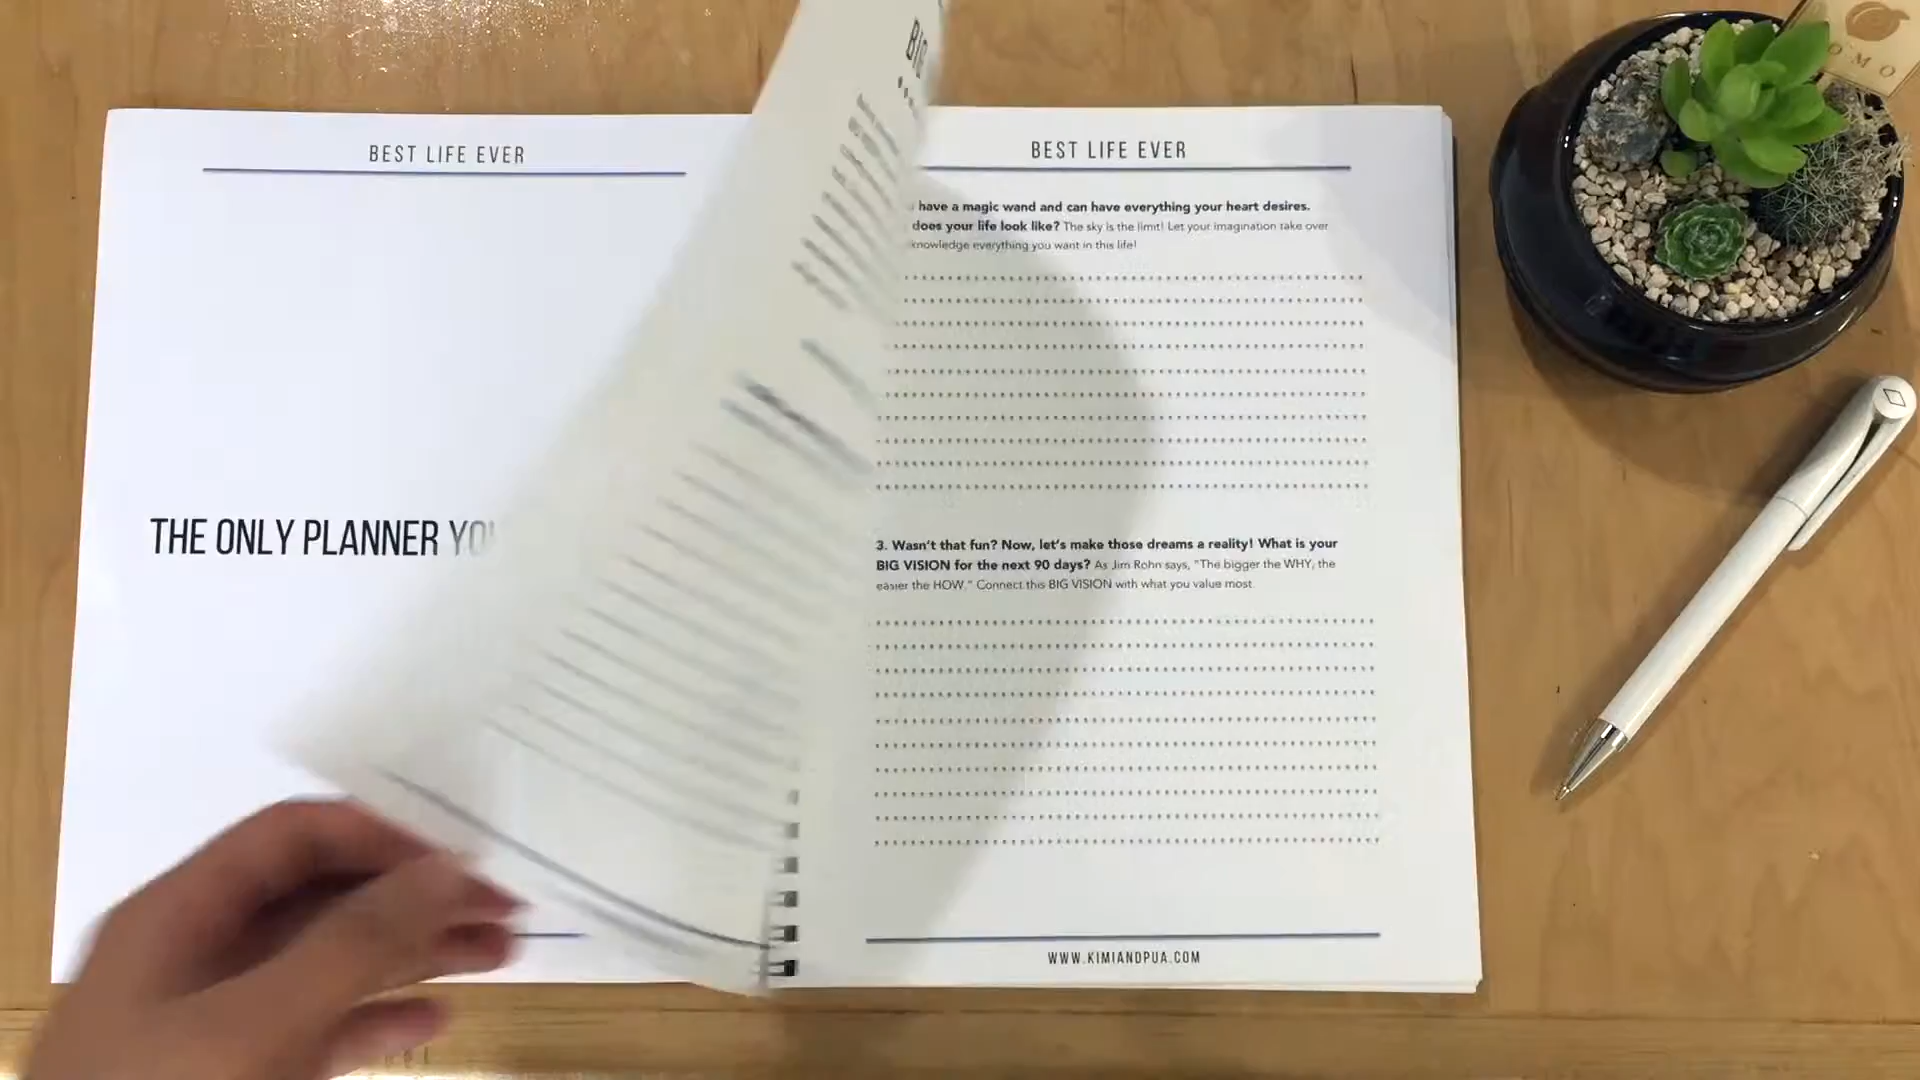 BEST LIFE EVER
THE ONLY PLANNER YOU
BIG
BEST LIFE EVER
have a magic wand and can have everything your heart desires.
does your life look like? The sky is the limit! Let your imagination take over
knowledge everything you want in this life!
3. Wasn't that fun? Now, let's make those dreams a reality! What is your
BIG VISION for the next 90 days? As Jim Rohn says, "The bigger the WHY, the
easier the HOW." Connect this BIG VISION with what you value most.
WWW.KIMIANDPUA.COM
OMO